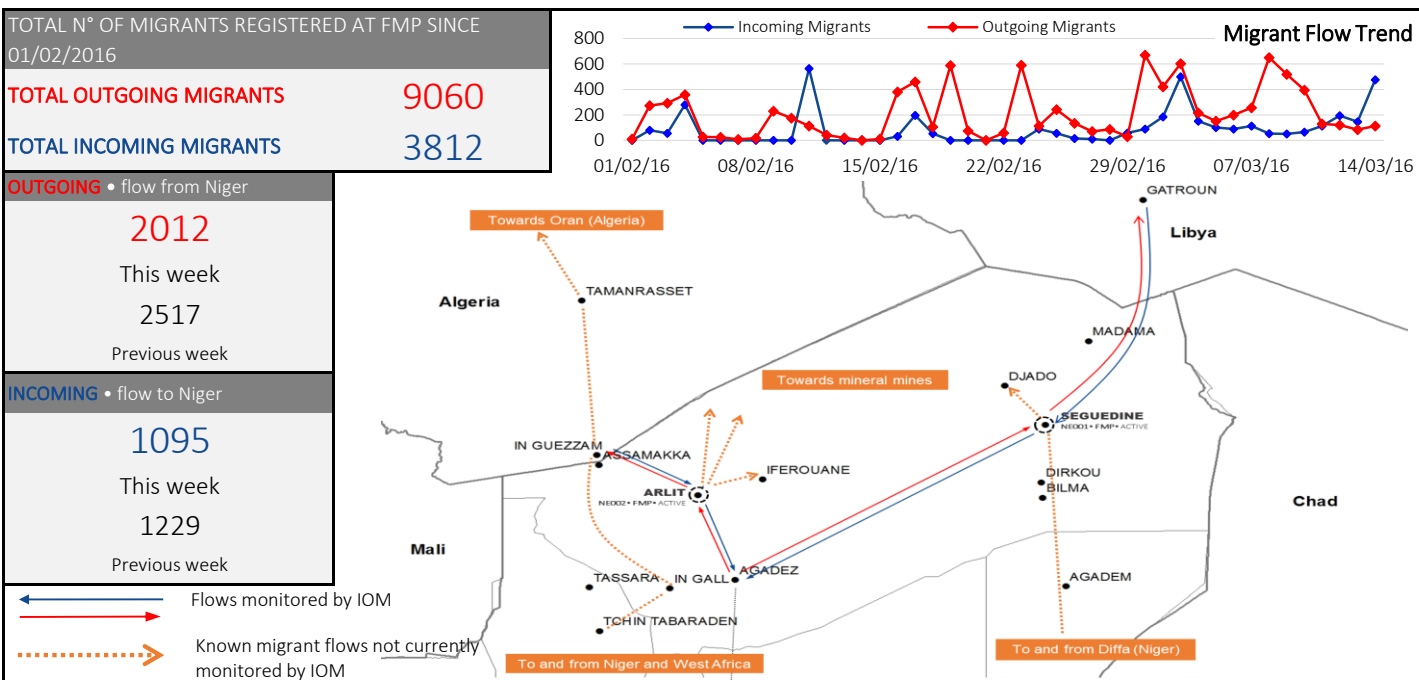 TOTAL N° OF MIGRANTS REGISTERED AT FMP SINCE
01/02/2016
TOTAL OUTGOING MIGRANTS 9060
TOTAL INCOMING MIGRANTS 3812
Incoming Migrants Outgoing Migrants
Migrant Flow Trend
800
600
400
200
0
01/02/16 08/02/16 15/02/16 22/02/16 29/02/16 07/03/16 14/03/16
OUTGOING • flow from Niger
2012
This week
2517
Previous week
INCOMING • flow to Niger
1095
This week
1229
Previous week
Flows monitored by IOM
Known migrant flows not currently
monitored by IOM
GATROUN
Towards Oran (Algeria)
Libya
TAMANRASSET
Algeria
MADAMA
Towards mineral mines
DJADO
SEGUEDINE
NE001 • FMP • ACTIVE
IN GUEZZAM
ASSAMAKKA
IFEROUANE
DIRKOU
BILMA
ARLIT
NE002 • FMP • ACTIVE
Chad
Mali
AGADEZ
TASSARA
IN GALL
AGADEM
TCHIN TABARADEN
To and from Diffa (Niger)
To and from Niger and West Africa